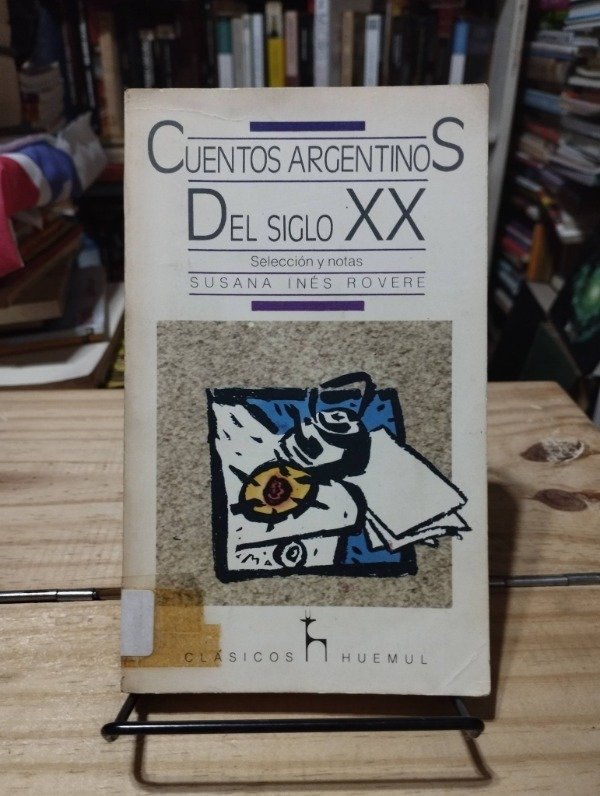 CUENTOS ARGENTINOS
DEL SIGLO XX
Selección y notas
SUSANA INÉS ROVERE
CLÁSICOS HUEMUL